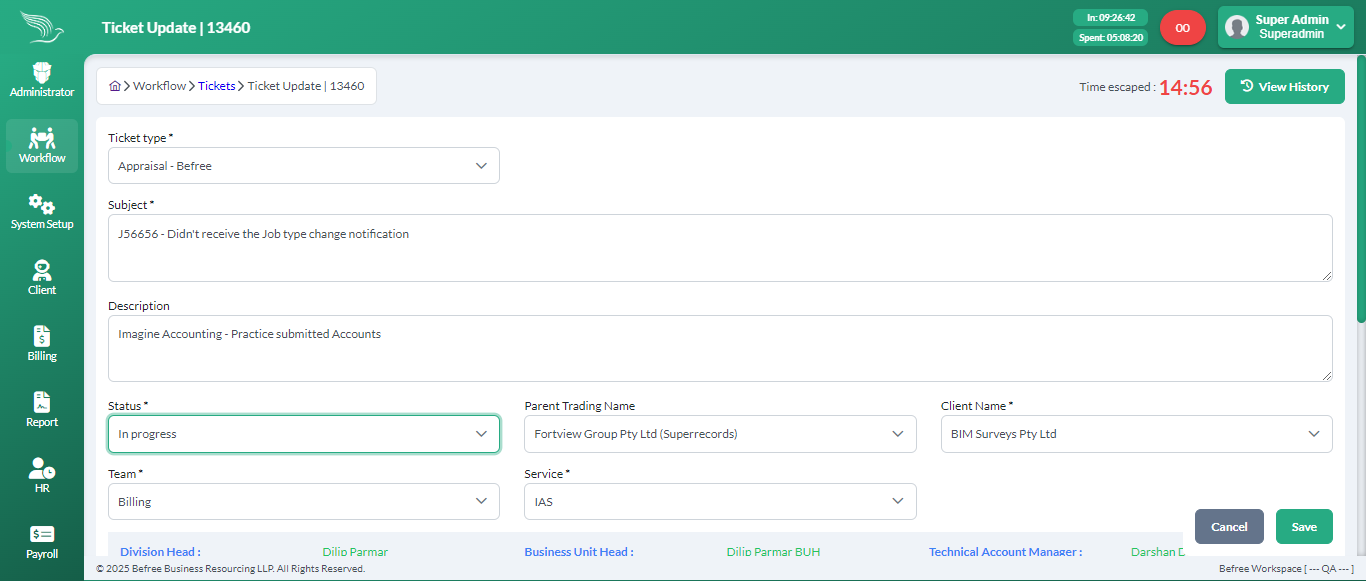 Ticket Update | 13460
In: 09:26:42
Spent: 05:08:20
00
Super Admin
Superadmin
Administrator
Workflow
System Setup
Client
Billing
Report
HR
Payroll
Workflow > Tickets > Ticket Update | 13460
Time escaped : 14:56
View History
Ticket type *
Appraisal - Befree
Subject *
J56656 - Didn't receive the Job type change notification
Description
Imagine Accounting - Practice submitted Accounts
Status *
In progress
Parent Trading Name
Fortview Group Pty Ltd (Superrecords)
Client Name *
BIM Surveys Pty Ltd
Team *
Billing
Service *
IAS
Cancel
Save
Division Head : Dilip Parmar
Business Unit Head : Dilip Parmar BUH
Technical Account Manager : Darshan D
© 2025 Befree Business Resourcing LLP. All Rights Reserved.
Befree Workspace [ --- QA --- ]